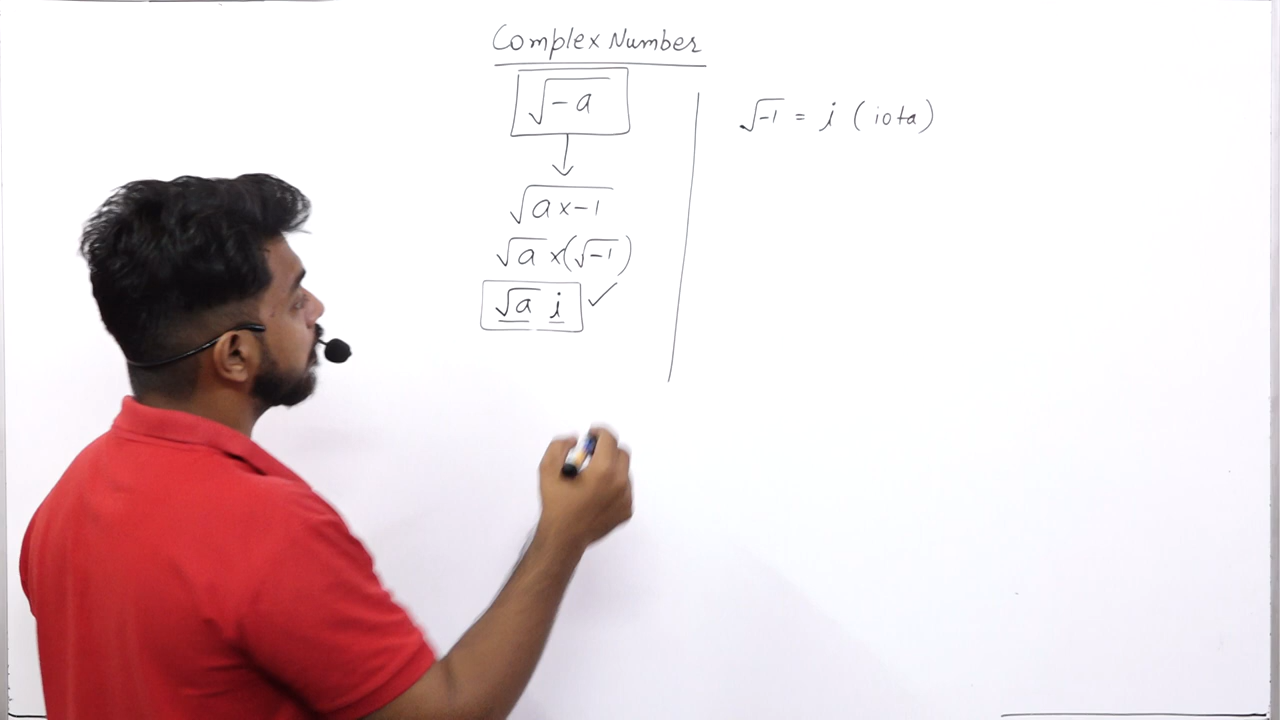 Complex Number
√-a
√a×-1
√a ×(√-1)
√a i ✓
√-1 = i (iota)